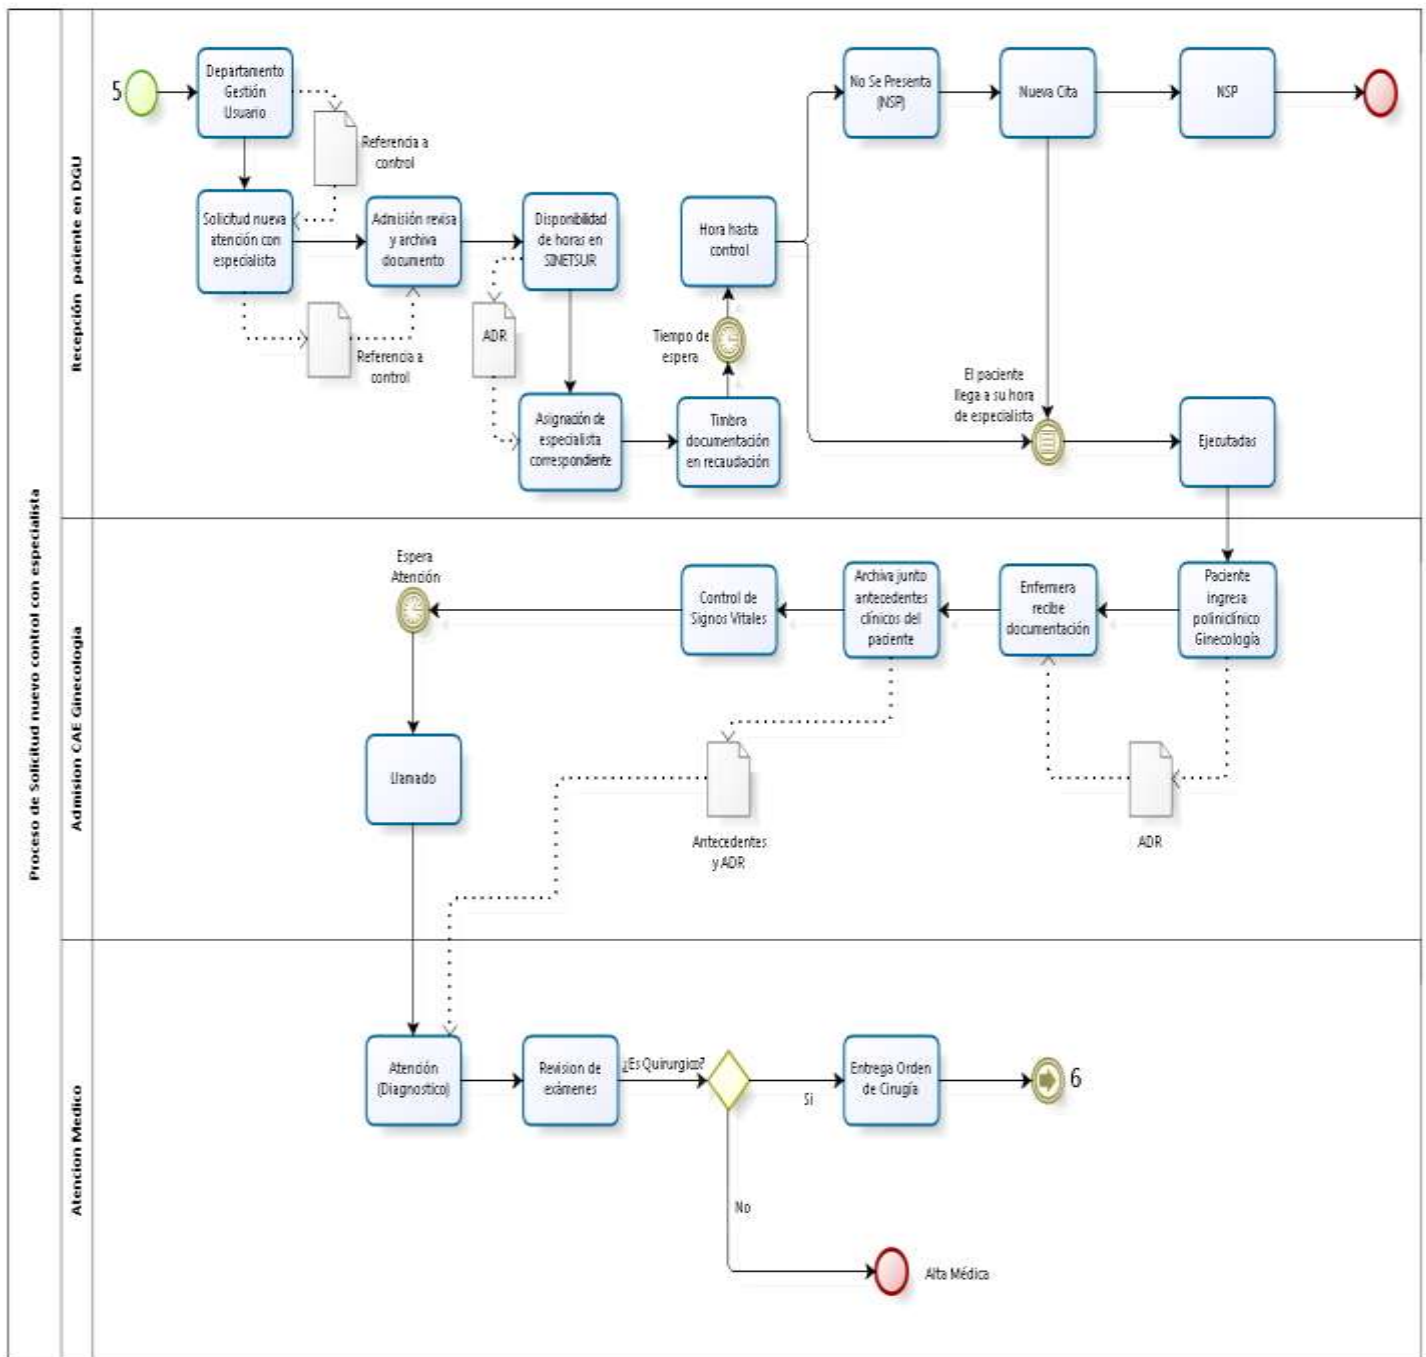 Proceso de Solicitud nuevo control con especialista
Recepción paciente en DGU
5
Departamento
Gestión
Usuario
Referencia a
control
Solicitud nueva
atención con
especialista
Referencia a
control
Admisión revisa
y archiva
documento
Disponibilidad
de horas en
SINETSUR
ADR
Asignación de
especialista
correspondiente
Timbra
documentación
en recaudación
Tiempo de
espera
Hora hasta
control
No Se Presenta
(NSP)
Nueva Cita
NSP
El paciente
llega a su hora
de especialista
Ejecutadas
Admision CAE Ginecologia
Paciente
ingresa
policlínico
Ginecología
ADR
Enfermera
recibe
documentación
Archiva junto
antecedentes
clínicos del
paciente
Antecedentes
y ADR
Control de
Signos Vitales
Espera
Atención
Llamado
Atencion Medico
Atención
(Diagnostico)
Revision de
exámenes
¿Es Quirurgico?
Si
Entrega Orden
de Cirugía
6
No
Alta Médica